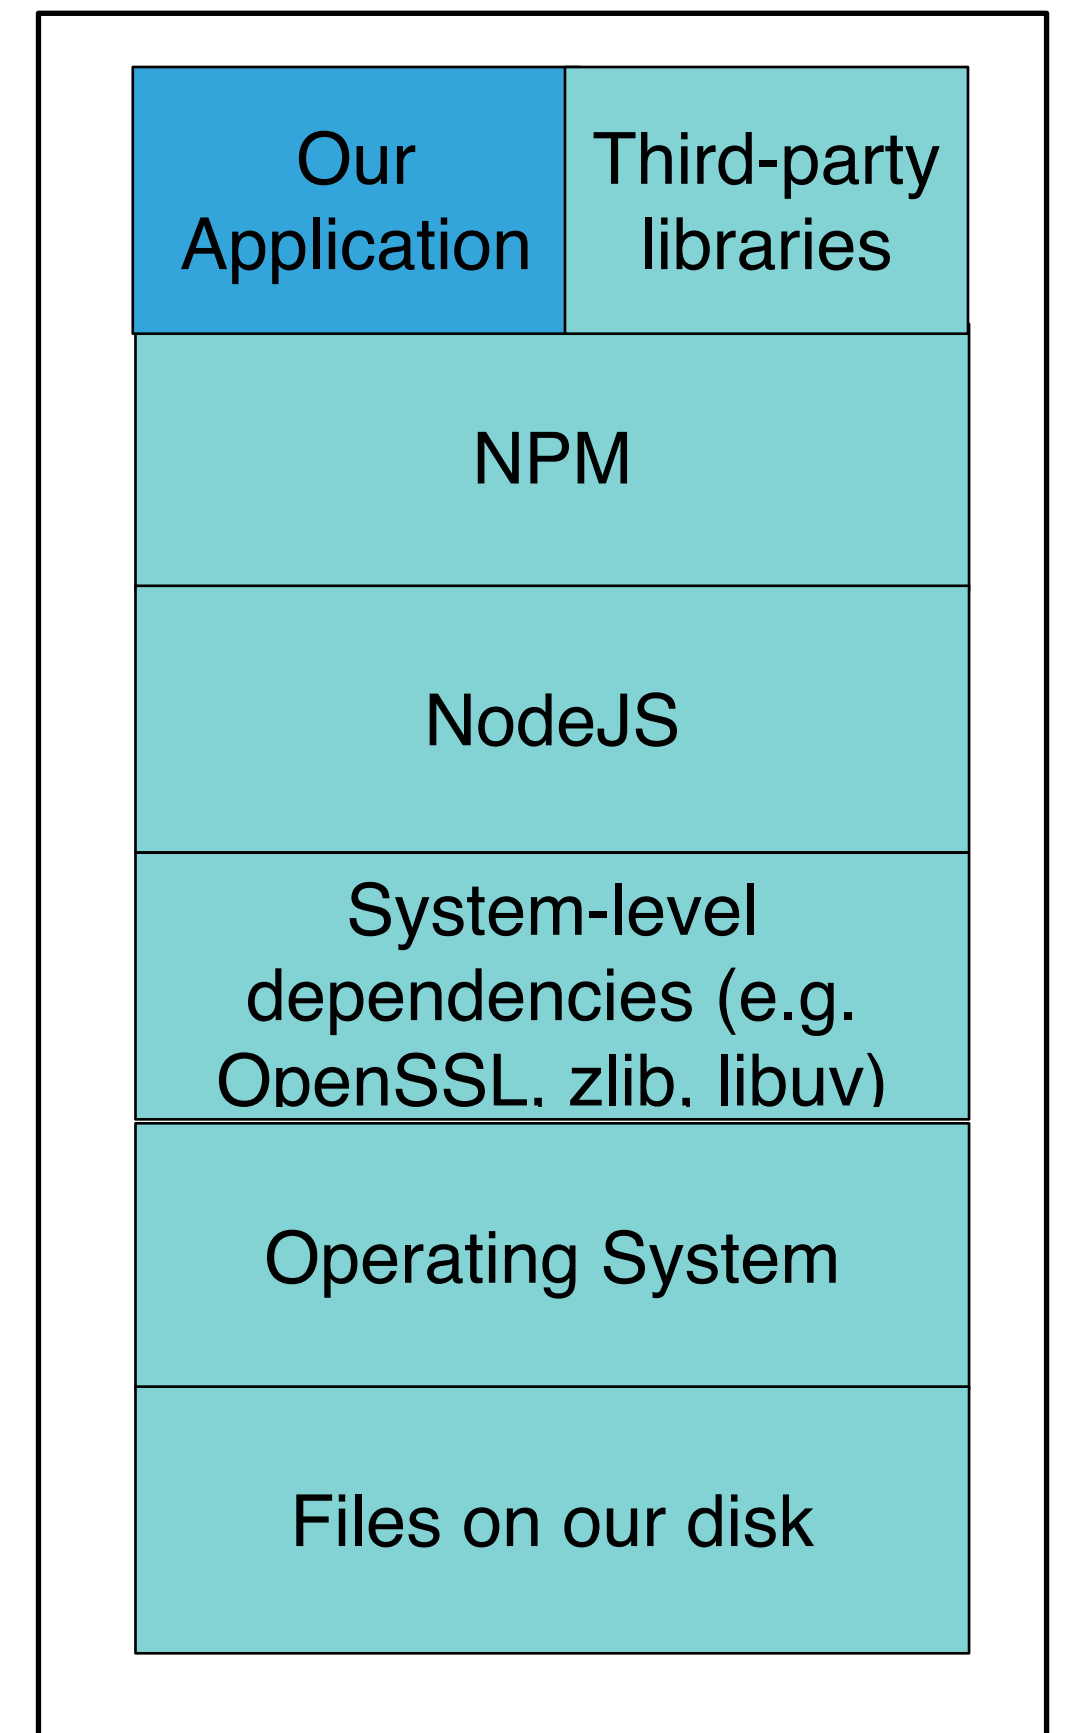 Our
Application
Third-party
libraries
NPM
NodeJS
System-level
dependencies (e.g.
OpenSSL, zlib, libuv)
Operating System
Files on our disk